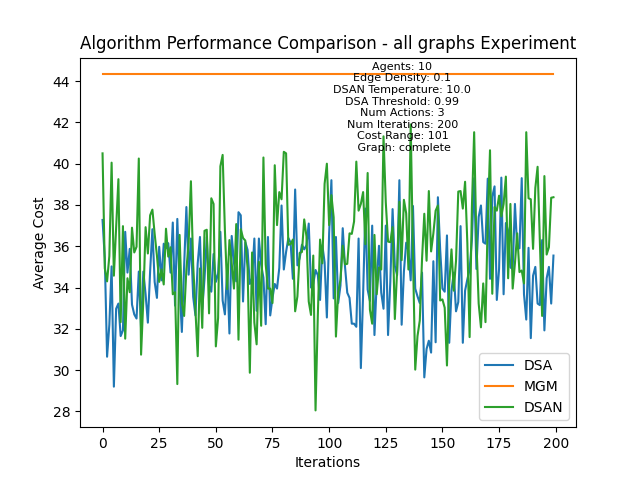 Algorithm Performance Comparison - all graphs Experiment
Agents: 10
Edge Density: 0.1
DSAN Temperature: 10.0
DSA Threshold: 0.99
Num Actions: 3
Num Iterations: 200
Cost Range: 101
Graph: complete
Average Cost
44
42
40
38
36
34
32
30
28
DSA
MGM
DSAN
0 25 50 75 100 125 150 175 200
Iterations